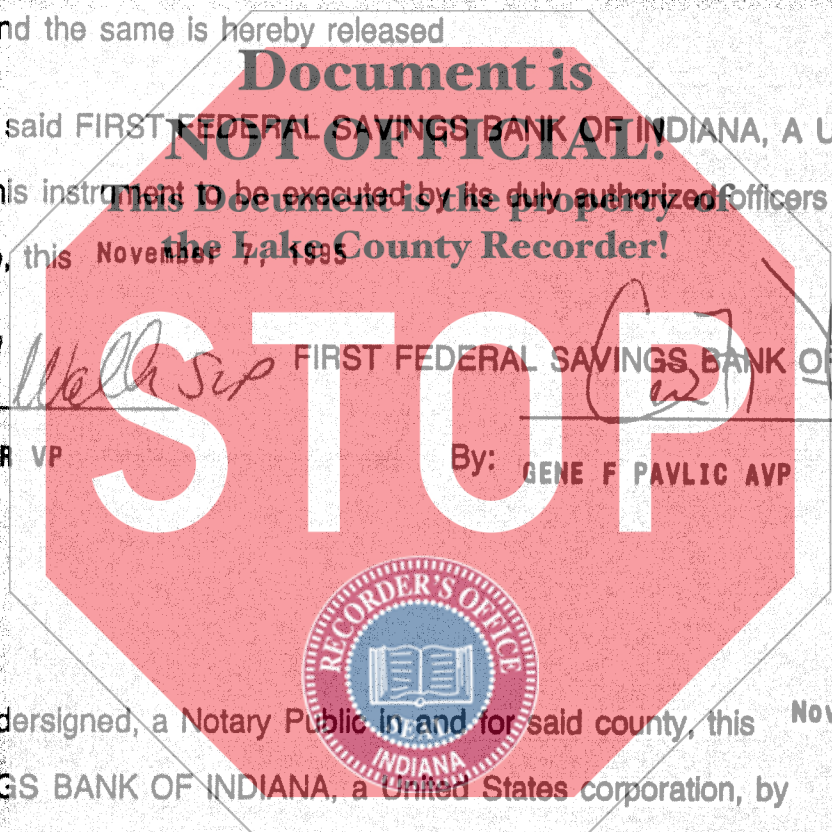 nd the same is hereby released
Document is
said FIRST FEDERAL SAVINGS BANK OF INDIANA, A U
NOT OFFICIAL!
is instrument to be executed by its duly authorized officers
This Document is the property of
, this November 7, 1995
the Lake County Recorder!
STOP
FIRST FEDERAL SAVINGS BANK O
R VP
By: GENE F PAVLIC AVP
RECORDER'S OFFICE
SEAL
INDIANA
dersigned, a Notary Public in and for said county, this Nov
GS BANK OF INDIANA, a United States corporation, by